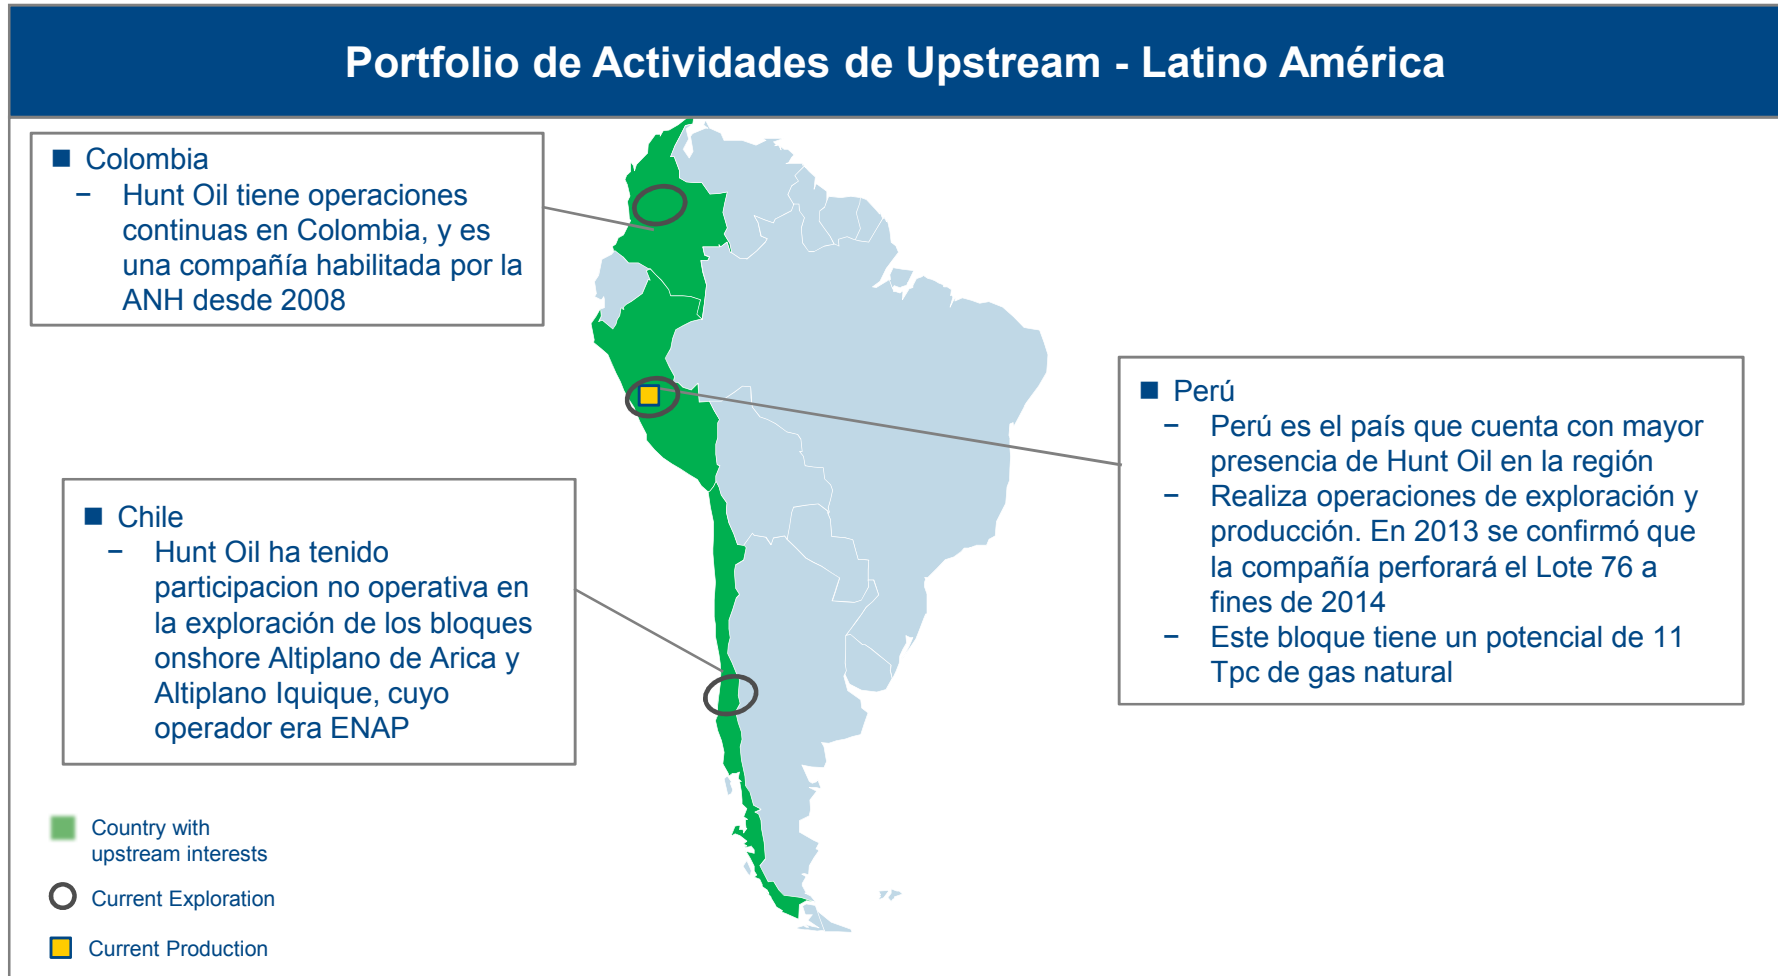 Portfolio de Actividades de Upstream - Latino América
■ Colombia
− Hunt Oil tiene operaciones
continuas en Colombia, y es
una compañía habilitada por la
ANH desde 2008
■ Perú
− Perú es el país que cuenta con mayor
presencia de Hunt Oil en la región
− Realiza operaciones de exploración y
producción. En 2013 se confirmó que
la compañía perforará el Lote 76 a
fines de 2014
− Este bloque tiene un potencial de 11
Tpc de gas natural
■ Chile
− Hunt Oil ha tenido
participacion no operativa en
la exploración de los bloques
onshore Altiplano de Arica y
Altiplano Iquique, cuyo
operador era ENAP
Country with
upstream interests
Current Exploration
Current Production